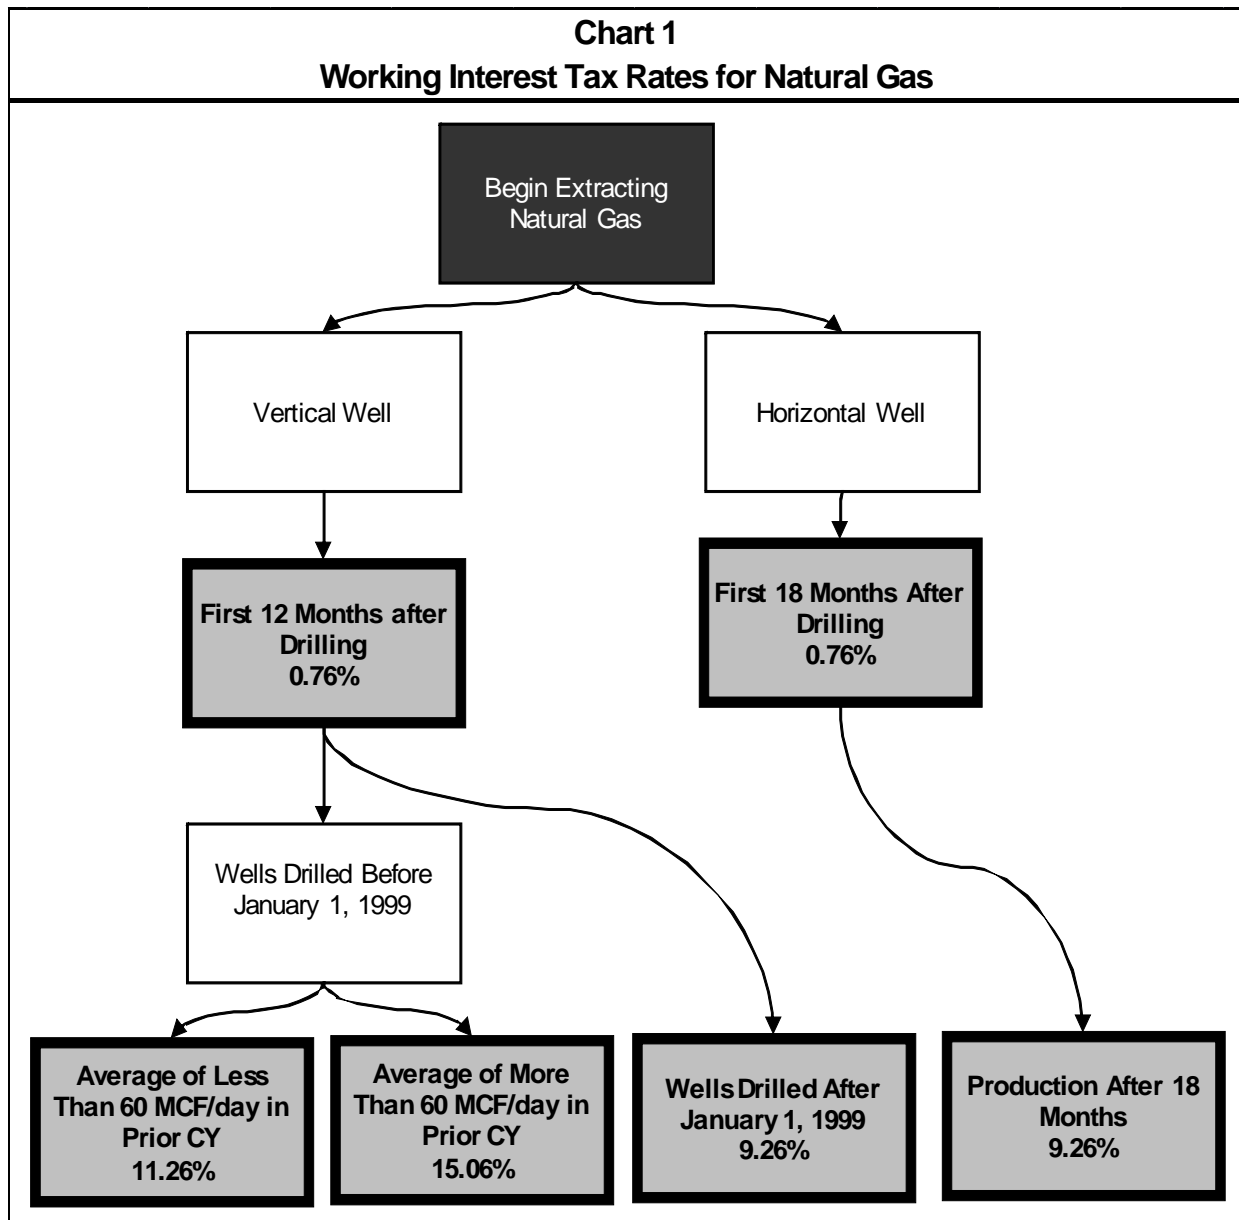 Chart 1
Working Interest Tax Rates for Natural Gas
Begin Extracting
Natural Gas
Vertical Well
Horizontal Well
First 12 Months after
Drilling
0.76%
First 18 Months After
Drilling
0.76%
Wells Drilled Before
January 1, 1999
Average of Less
Than 60 MCF/day in
Prior CY
11.26%
Average of More
Than 60 MCF/day in
Prior CY
15.06%
Wells Drilled After
January 1, 1999
9.26%
Production After 18
Months
9.26%